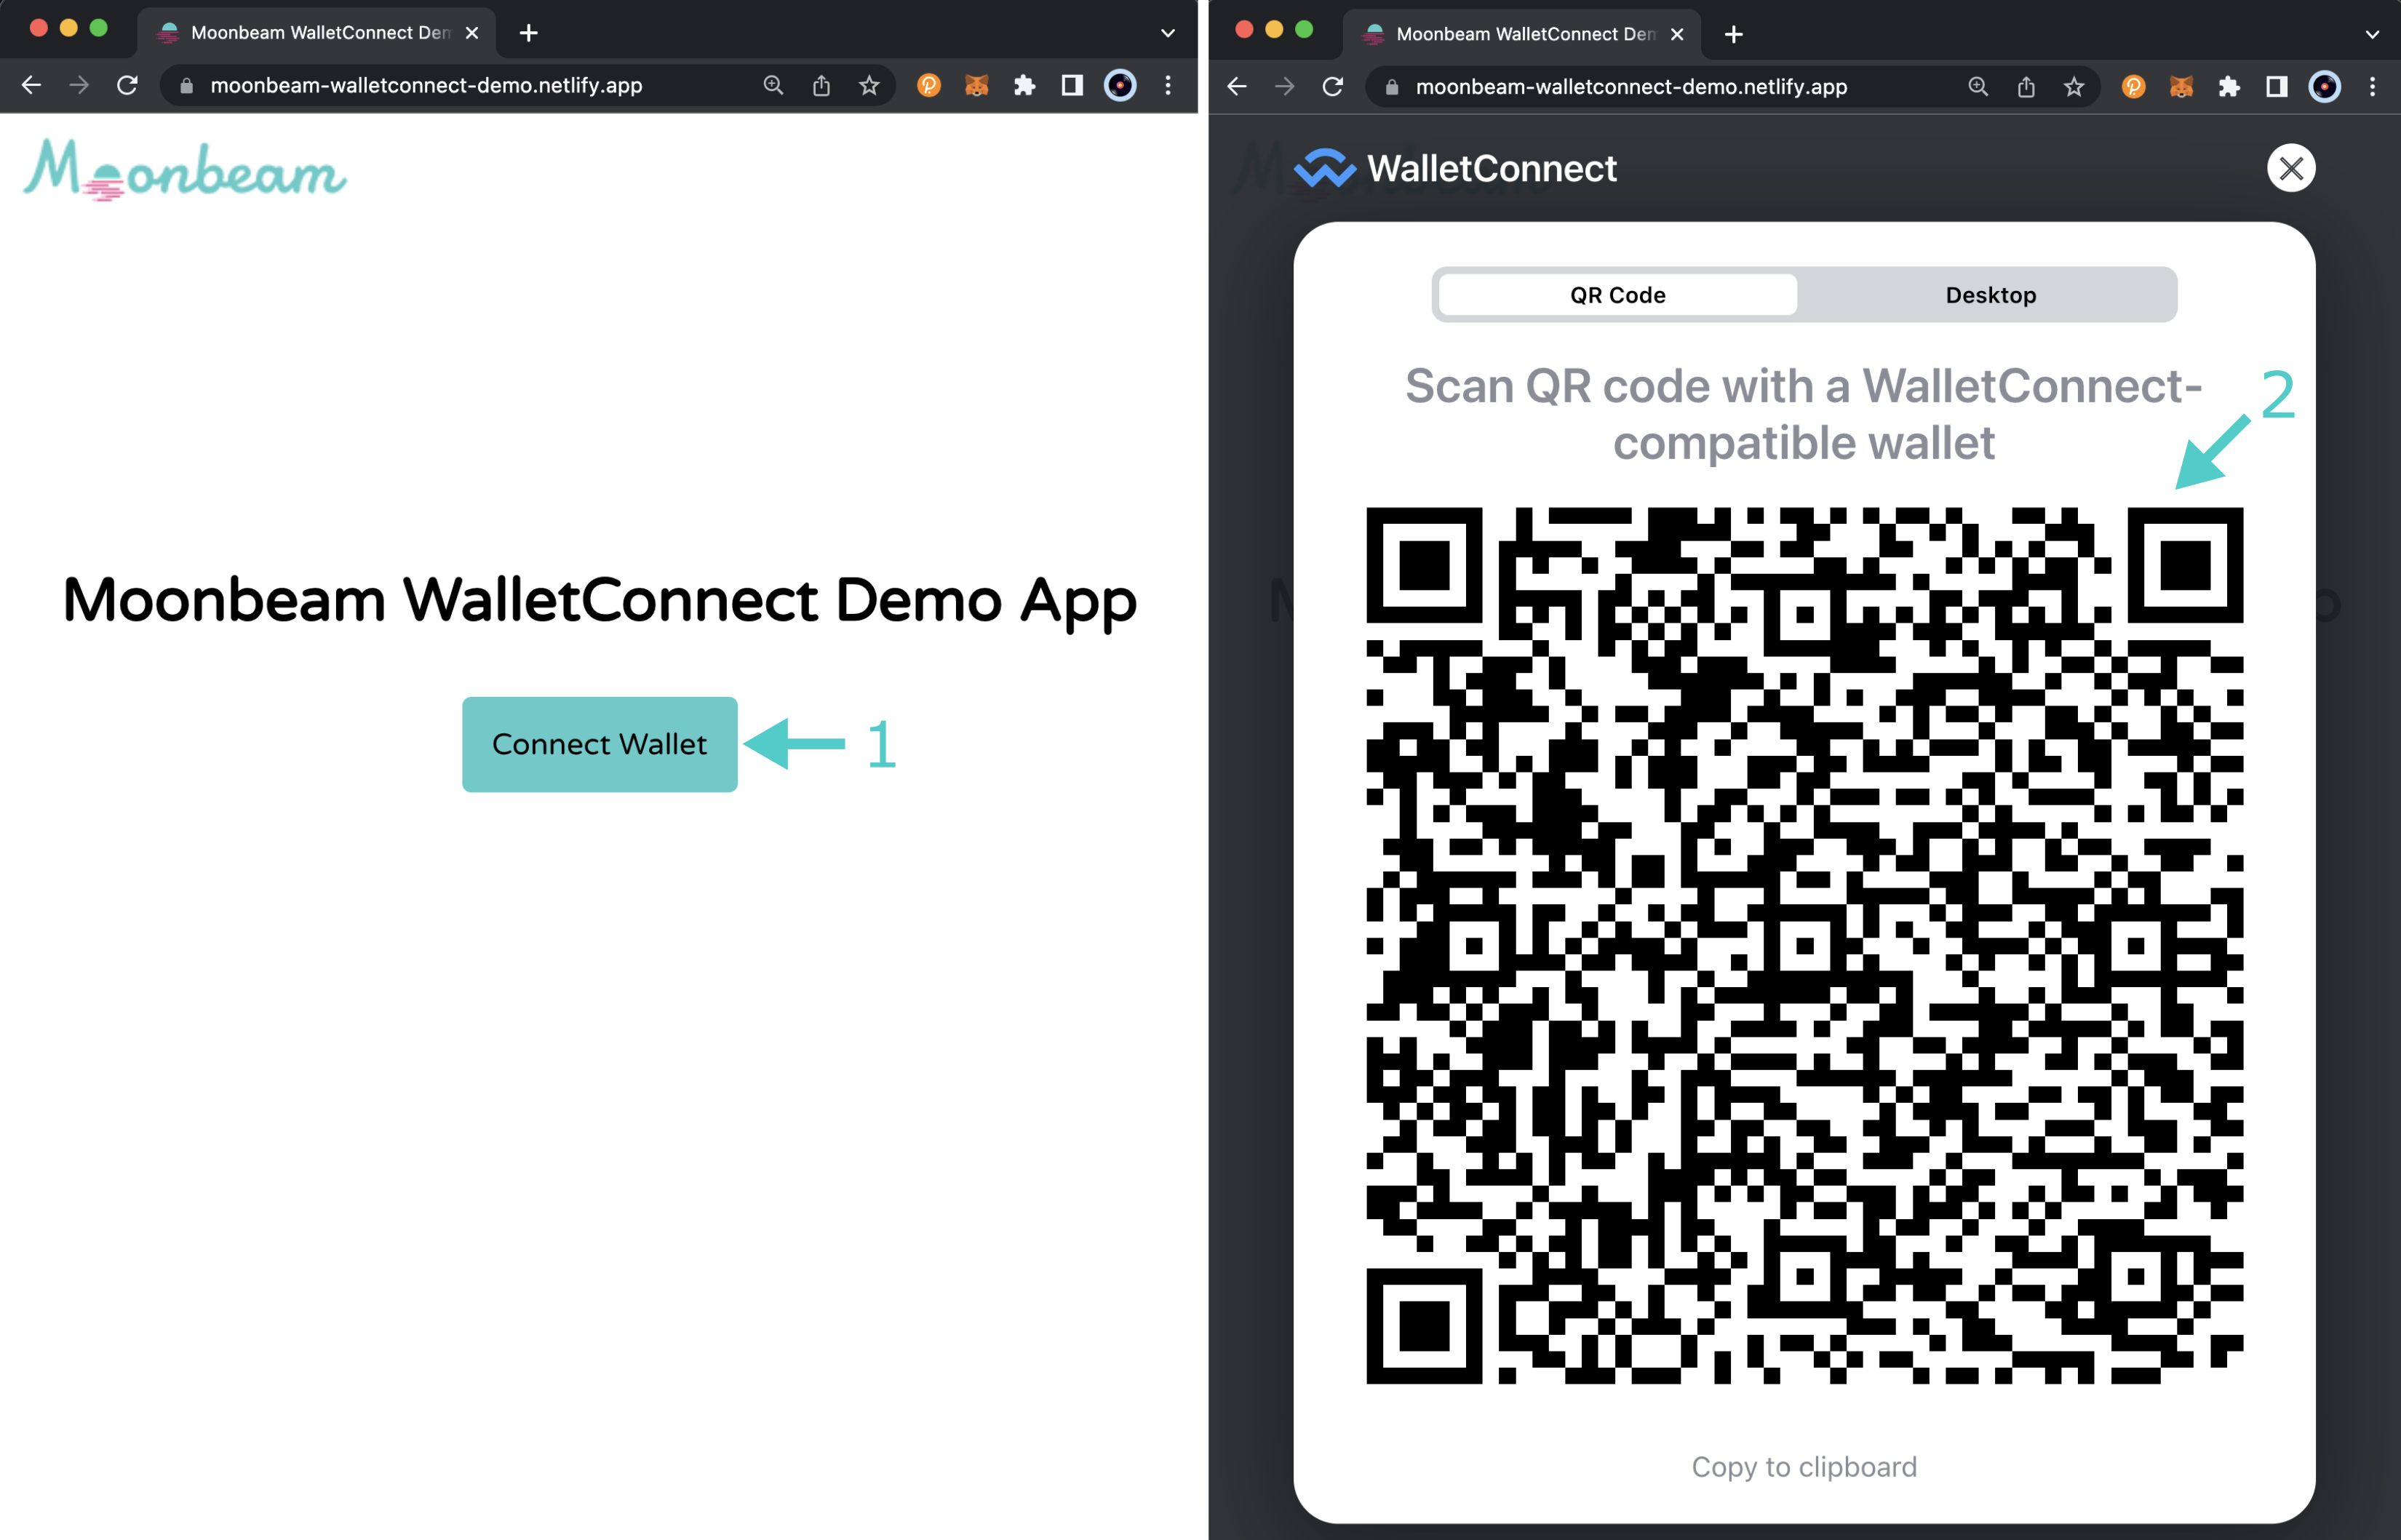 Moonbeam WalletConnect Den
moonbeam-walletconnect-demo.netlify.app
Moonbeam
Moonbeam WalletConnect Demo App
Connect Wallet
1
Moonbeam WalletConnect Den
moonbeam-walletconnect-demo.netlify.app
WalletConnect
QR Code
Desktop
Scan QR code with a WalletConnect-
compatible wallet
2
Copy to clipboard